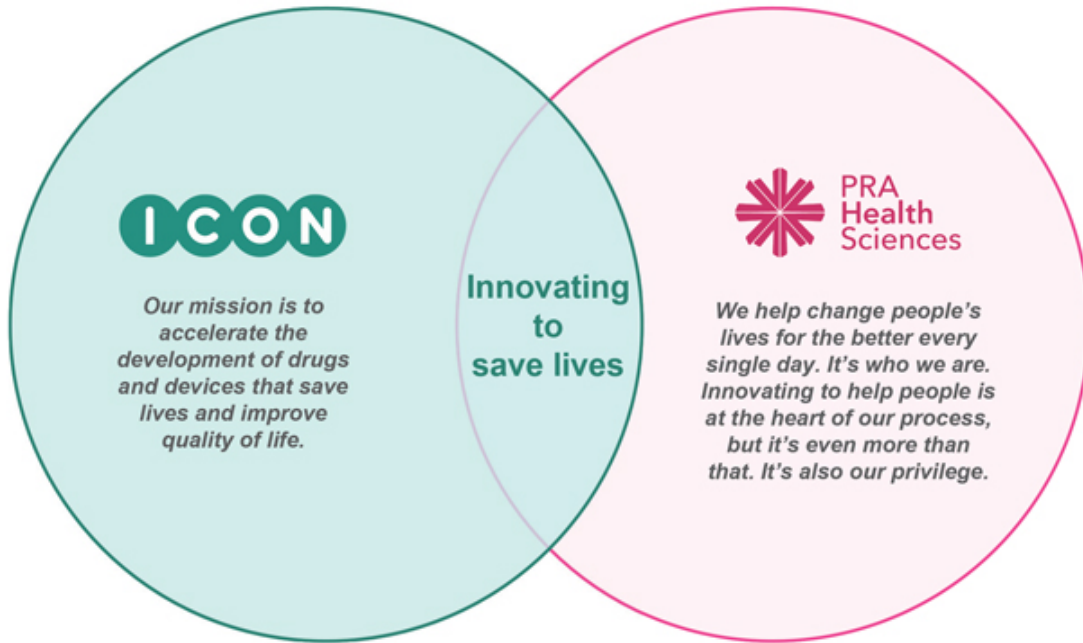 ICON
Our mission is to
accelerate the
development of drugs
and devices that save
lives and improve
quality of life.
Innovating
to
save lives
PRA
Health
Sciences
We help change people's
lives for the better every
single day. It's who we are.
Innovating to help people is
at the heart of our process,
but it's even more than
that. It's also our privilege.